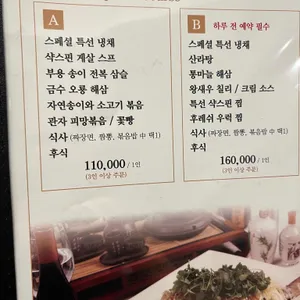 A
스페셜 특선 냉채
샥스핀 게살 스프
부용 송이 전복 삼슬
금수 오룡 해삼
자연송이와 소고기 볶음
관자 피망볶음 / 꽃빵
식사 (짜장면, 짬뽕, 볶음밥 中 택1)
후식
110,000 / 1인
(3인 이상 주문)
B 하루 전 예약 필수
스페셜 특선 냉채
산라탕
통마늘 해삼
왕새우 칠리 / 크림 소스
특선 샥스핀 찜
후레쉬 우럭 찜
식사 (짜장면, 짬뽕, 볶음밥 中 택1)
후식
160,000 / 1인
(3인 이상 주문)